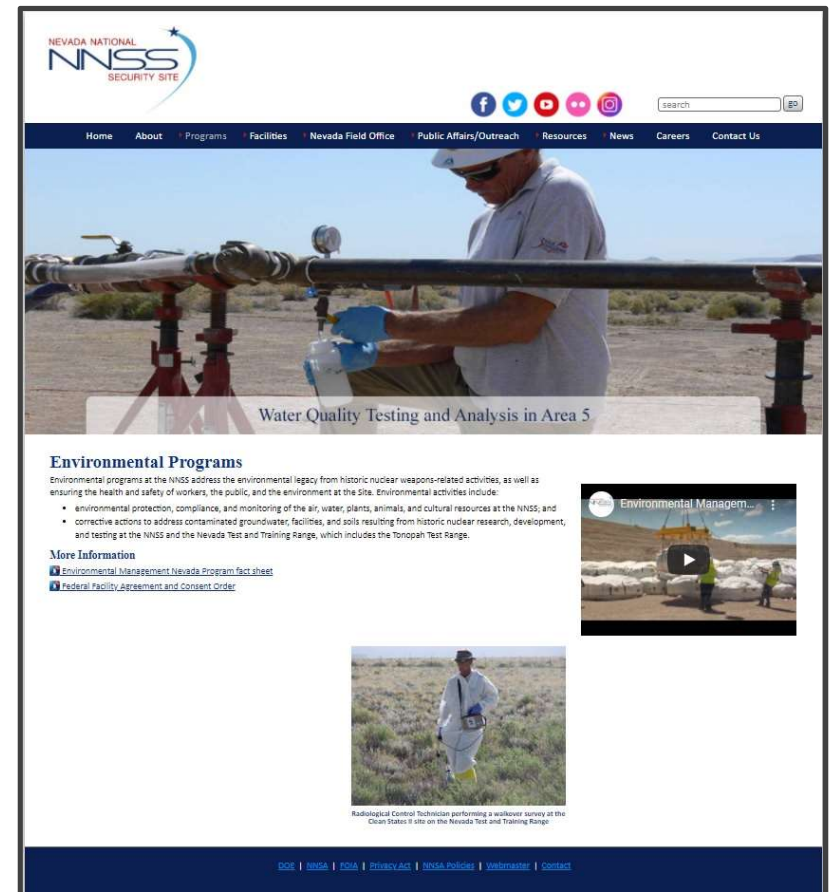 NEVADA NATIONAL
NNSS
SECURITY SITE
search
go
Home About Programs Facilities Nevada Field Office Public Affairs/Outreach Resources News Careers Contact Us
Water Quality Testing and Analysis in Area 5
Environmental Programs
Environmental programs at the NNSS address the environmental legacy from historic nuclear weapons-related activities, as well as
ensuring the health and safety of workers, the public, and the environment at the Site. Environmental activities include:
• environmental protection, compliance, and monitoring of the air, water, plants, animals, and cultural resources at the NNSS; and
• corrective actions to address contaminated groundwater, facilities, and soils resulting from historic nuclear research, development,
and testing at the NNSS and the Nevada Test and Training Range, which includes the Tonopah Test Range.
More Information
Environmental Management Nevada Program fact sheet
Federal Facility Agreement and Consent Order
Environmental Managem...
Radiological Control Technician performing a walkover survey at the
Clean States II site on the Nevada Test and Training Range
DOE | NNSA | FOIA | Privacy Act | NNSA Policies | Webmaster | Contact